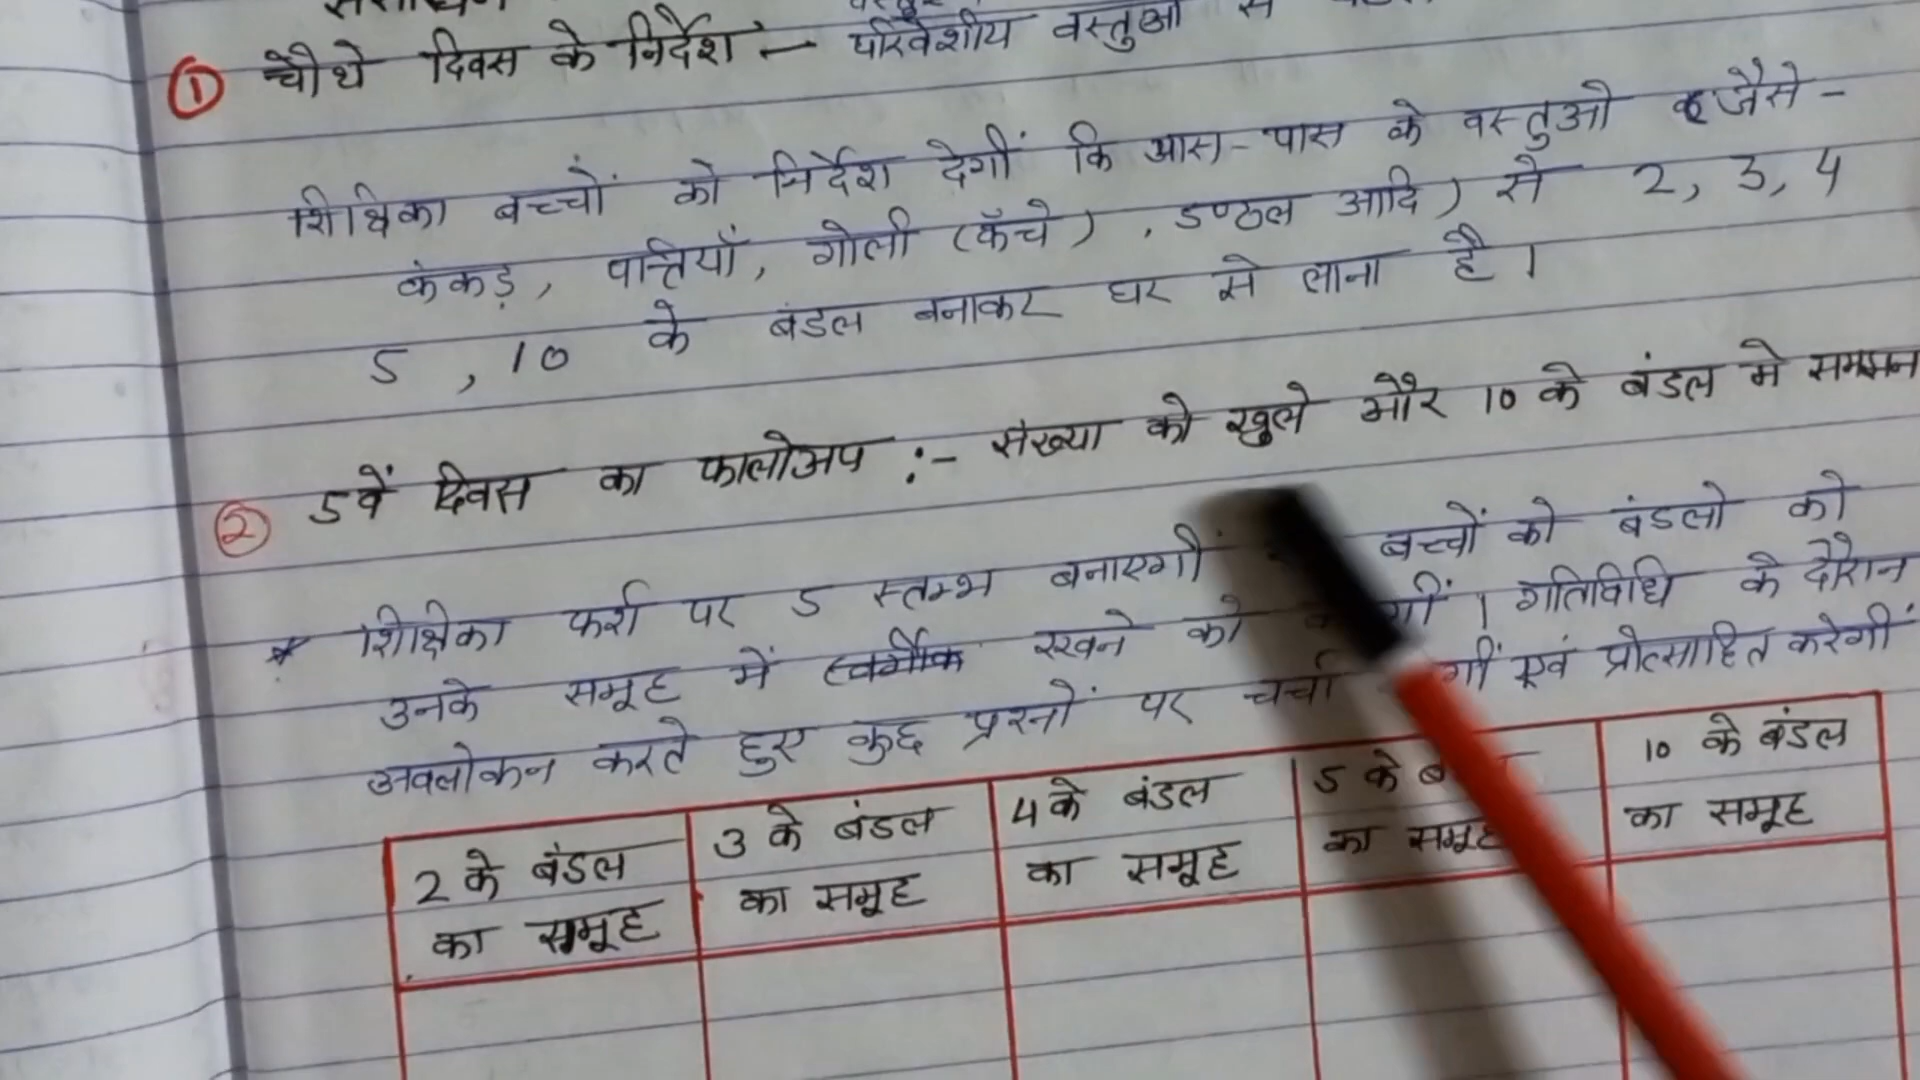 ① चौथे दिवस के निर्देश :- परिवेशीय वस्तुओं से
शिक्षिका बच्चों को निर्देश देगीं कि आस-पास के वस्तुओ जैसे-
कंकड़, पत्तियाँ, गोली (कँचे), डण्ठल आदि) से 2, 3, 4
5, 10 के बंडल बनाकर घर से लाना है।
② 5वें दिवस का फालोअप :- संख्या को खुले और 10 के बंडल मे समझन
* शिक्षिका फर्श पर 5 स्तम्भ बनाएगीं बच्चों को बंडलो को
उनके समूह में रखने को गीं। गतिविधि के दौरान
अवलोकन करते हुए कुछ प्रश्नों पर चर्चा गीं एवं प्रोत्साहित करेगीं
2 के बंडल का समूह
3 के बंडल का समूह
4 के बंडल का समूह
5 के का समूह
10 के बंडल का समूह